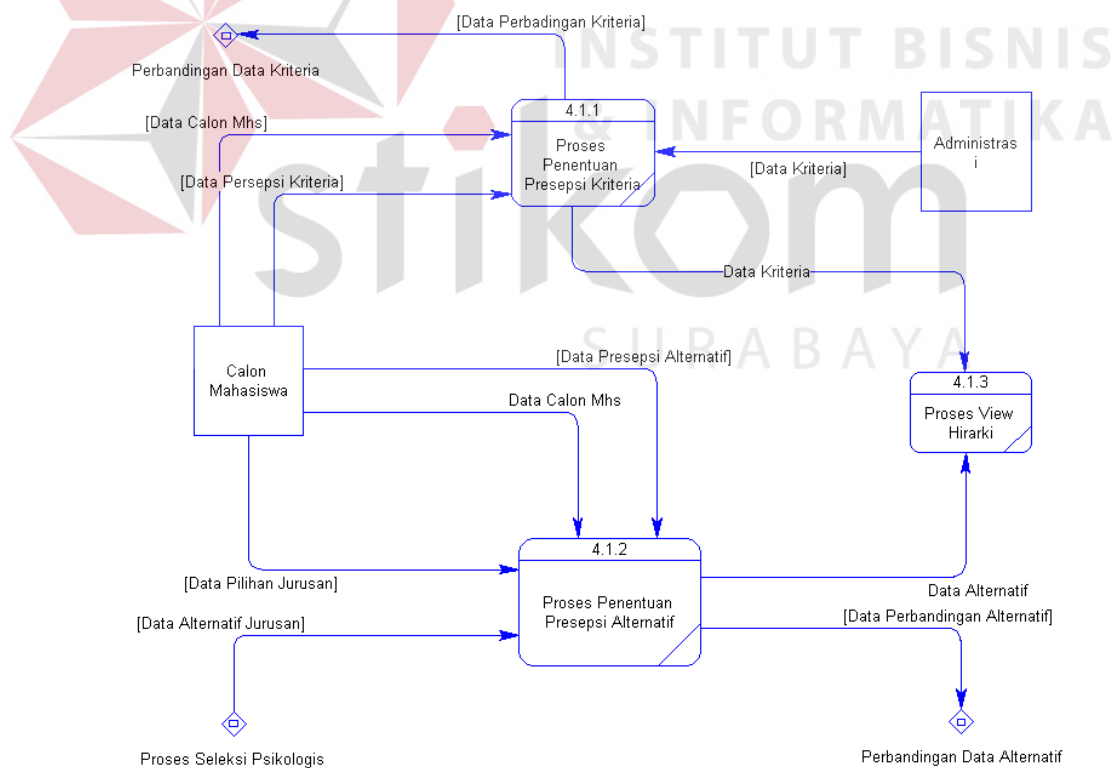 [Data Perbadingan Kriteria]
INSTITUT BISNIS
Perbandingan Data Kriteria
& INFORMATIKA
4.1.1
Proses
Penentuan
Presepsi Kriteria
[Data Calon Mhs]
Administras
i
[Data Kriteria]
[Data Persepsi Kriteria]
stikom
Data Kriteria
SURABAYA
Calon
Mahasiswa
[Data Presepsi Alternatif]
Data Calon Mhs
4.1.3
Proses View
Hirarki
4.1.2
Proses Penentuan
Presepsi Alternatif
[Data Pilihan Jurusan]
Data Alternatif
[Data Alternatif Jurusan]
[Data Perbandingan Alternatif]
Proses Seleksi Psikologis
Perbandingan Data Alternatif